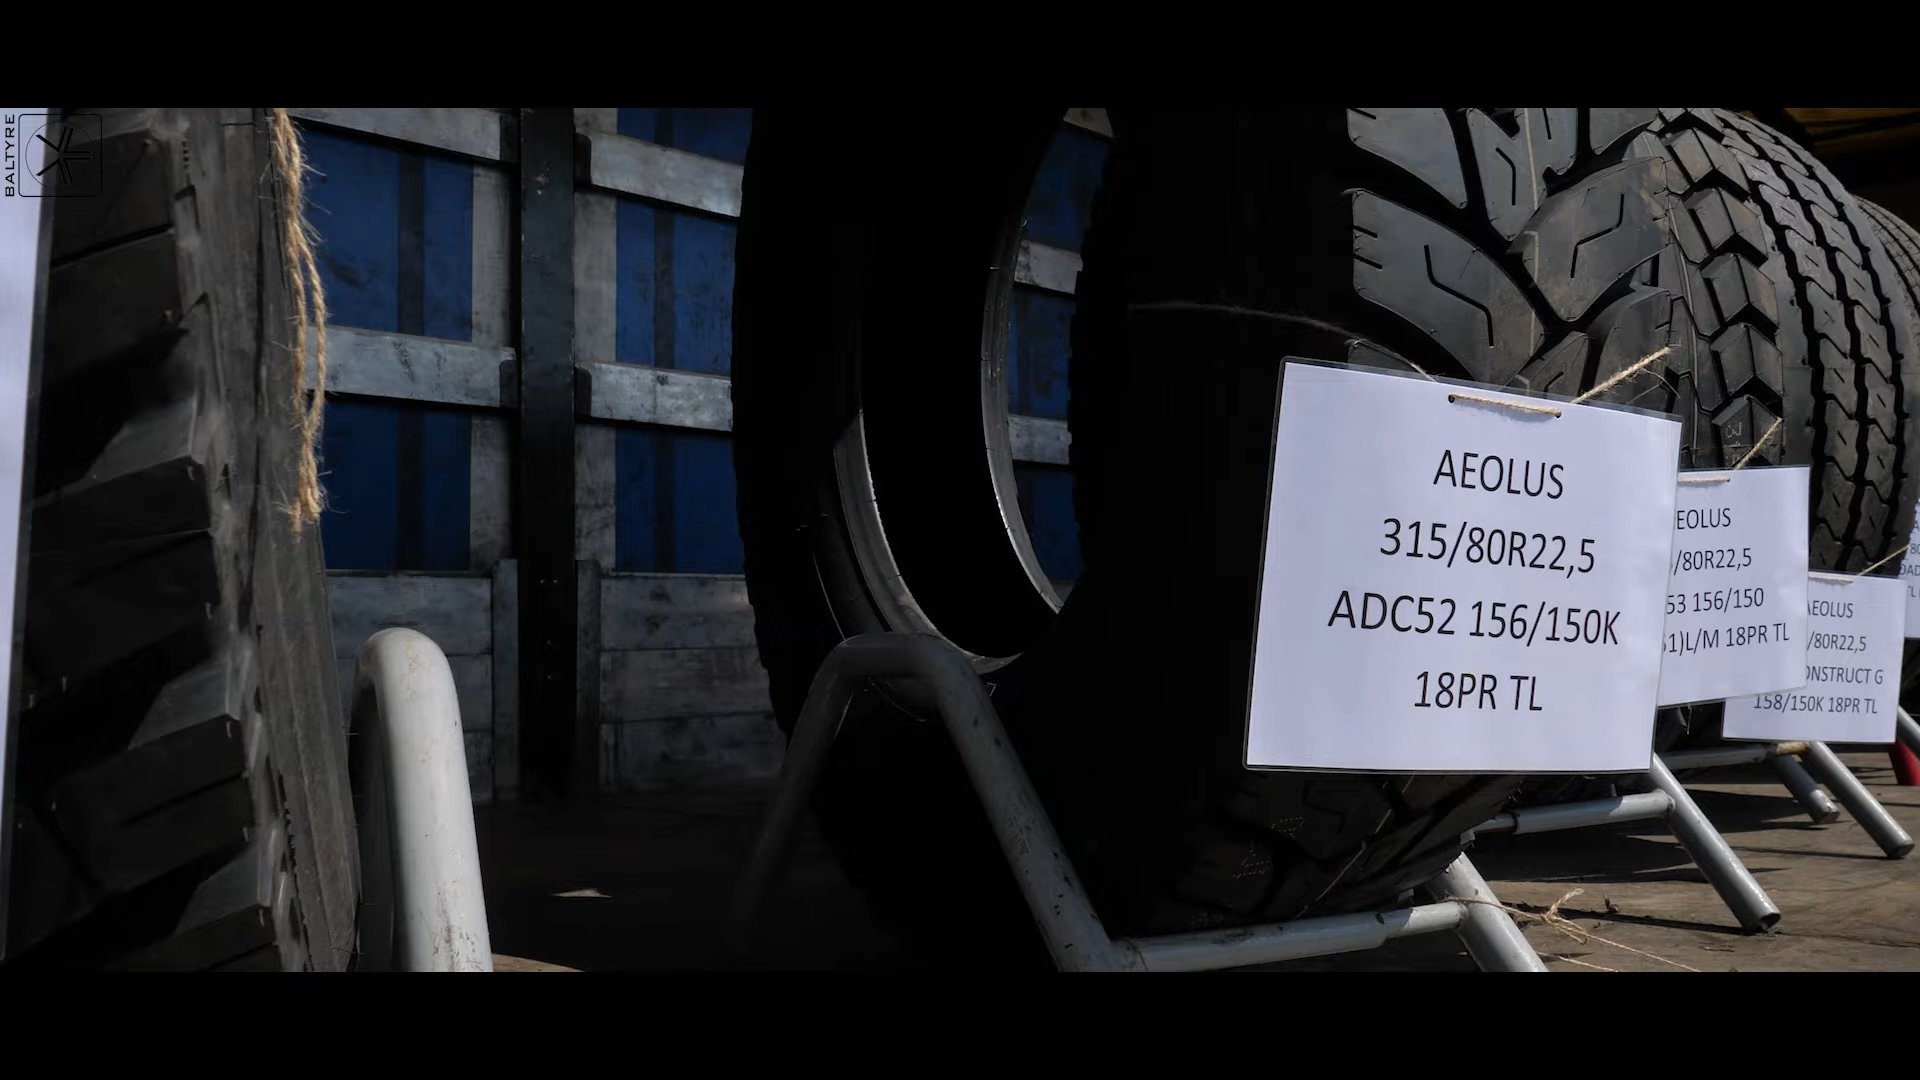 BALTYRE
AEOLUS
315/80R22,5
ADC52 156/150K
18PR TL
EOLUS
/80R22,5
53 156/150
)L/M 18PR TL
AEOLUS
/80R22,5
ONSTRUCT G
158/150K 18PR TL